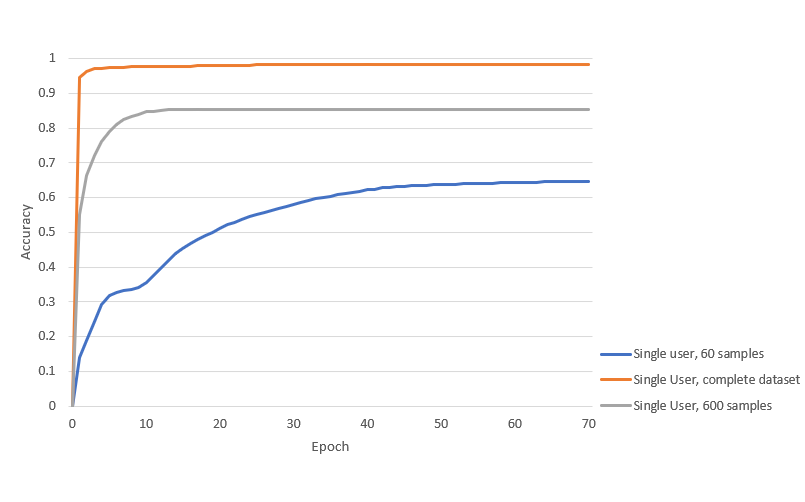 1
0.9
0.8
0.7
0.6
0.5
0.4
0.3
0.2
0.1
0
Accuracy
0 10 20 30 40 50 60 70
Epoch
Single user, 60 samples
Single User, complete dataset
Single User, 600 samples